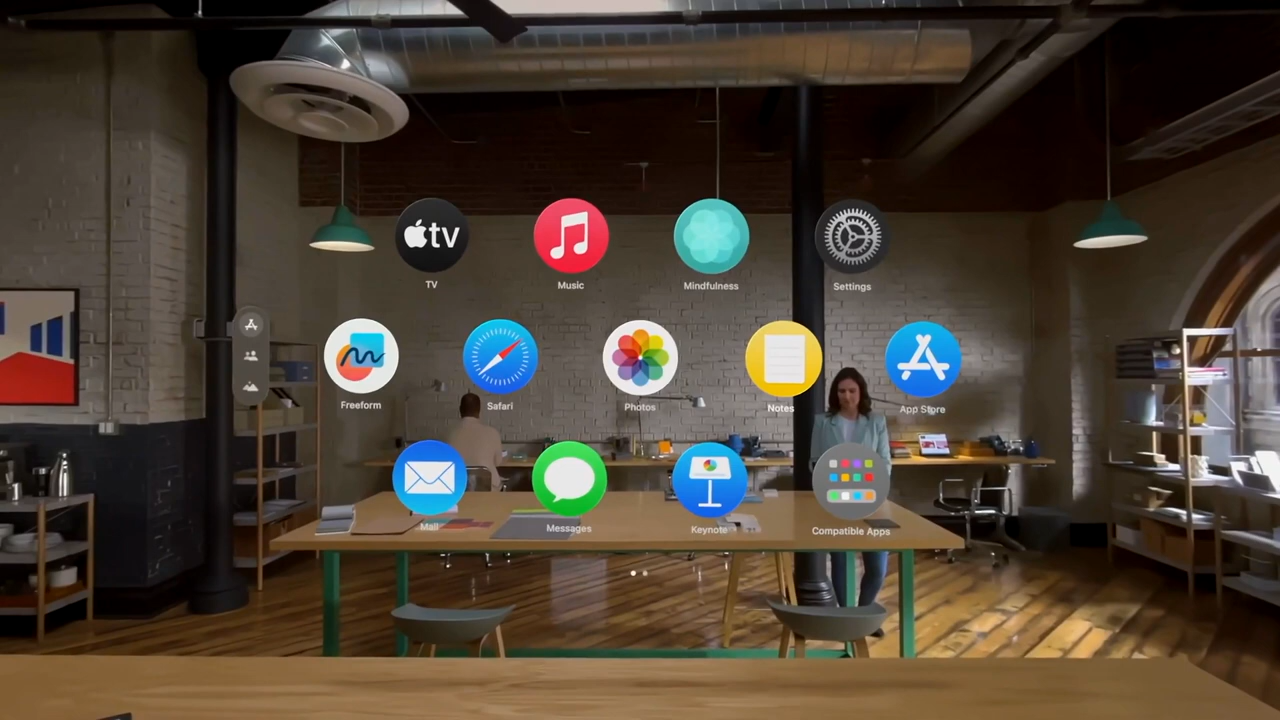 tv
TV
Music
Mindfulness
Settings
Freeform
Safari
Photos
Notes
App Store
Mail
Messages
Keynote
Compatible Apps